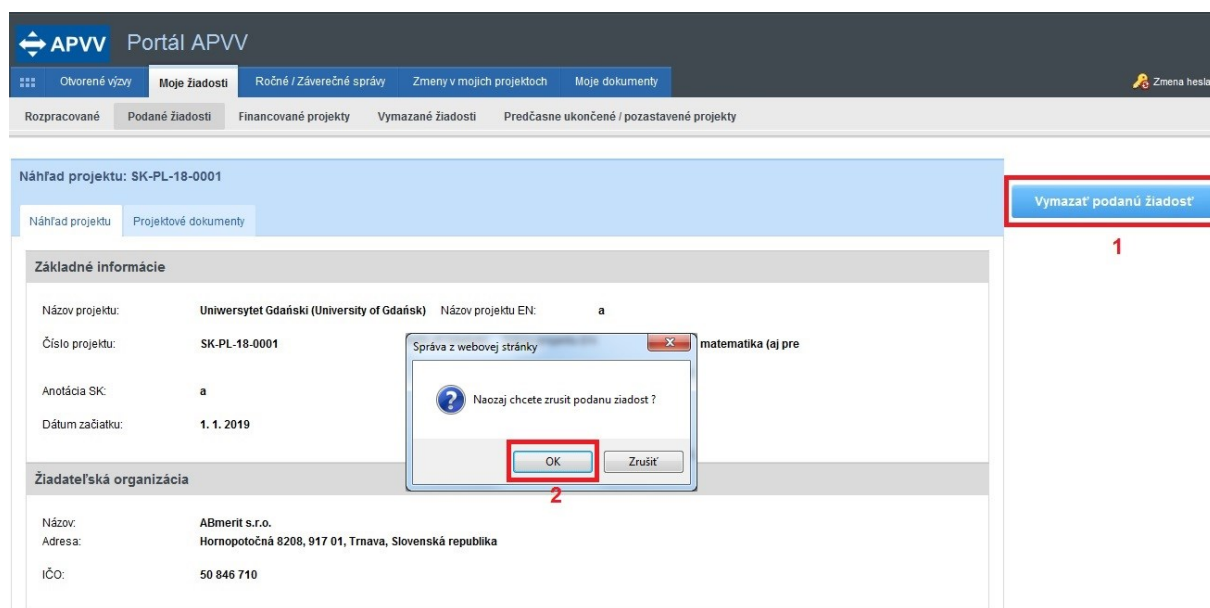 APVV Portál APVV
Otvorené výzvy Moje žiadosti Ročné / Záverečné správy Zmeny v mojich projektoch Moje dokumenty Zmena hesla
Rozpracované Podané žiadosti Financované projekty Vymazané žiadosti Predčasne ukončené / pozastavené projekty
Náhľad projektu: SK-PL-18-0001
Vymazať podanú žiadosť
Náhľad projektu Projektové dokumenty
1
Základné informácie
Názov projektu: Uniwersytet Gdański (University of Gdańsk) Názov projektu EN: a
Číslo projektu: SK-PL-18-0001 matematika (aj pre
Správa z webovej stránky
Anotácia SK: a
Naozaj chcete zrusit podanu ziadost ?
Dátum začiatku: 1. 1. 2019
OK Zrušiť
2
Žiadateľská organizácia
Názov: ABmerit s.r.o.
Adresa: Hornopotočná 8208, 917 01, Trnava, Slovenská republika
IČO: 50 846 710